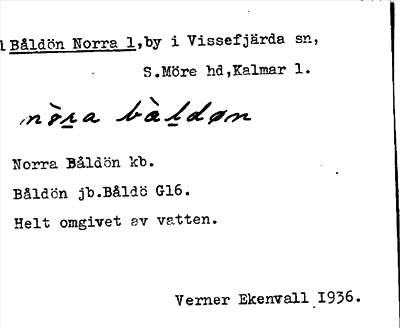 1 Båldön Norra 1,by i Vissefjärda sn,
S.Möre hd,Kalmar l.
nòra bàldøn
Norra Båldön kb.
Båldön jb.Båldö G16.
Helt omgivet av vatten.
Verner Ekenvall 1936.